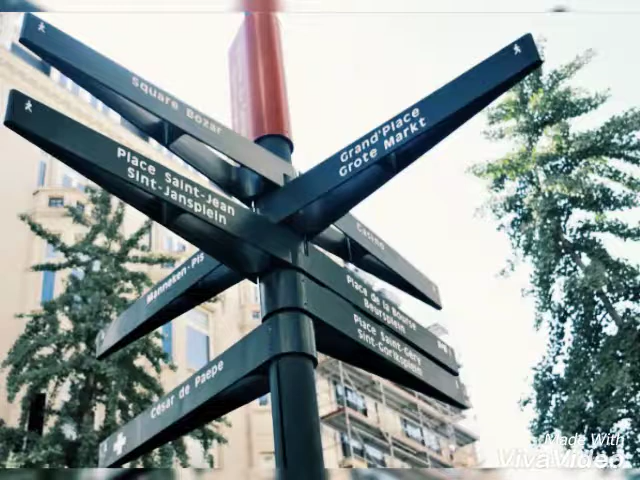 Square Bozar
Grand'Place
Grote Markt
Place Saint-Jean
Sint-Jansplein
Casino
Manneken-Pis
Place de la Bourse
Beursplein
Place Saint-Géry
Sint-Goriksplein
César de Paepe
Made With
VivaVideo